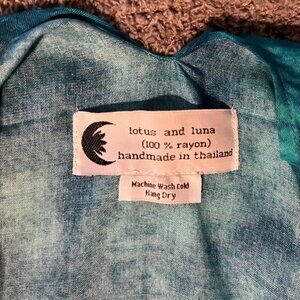 lotus and luna
(100 % rayon)
handmade in thailand
Machine Wash Cold
Hang Dry